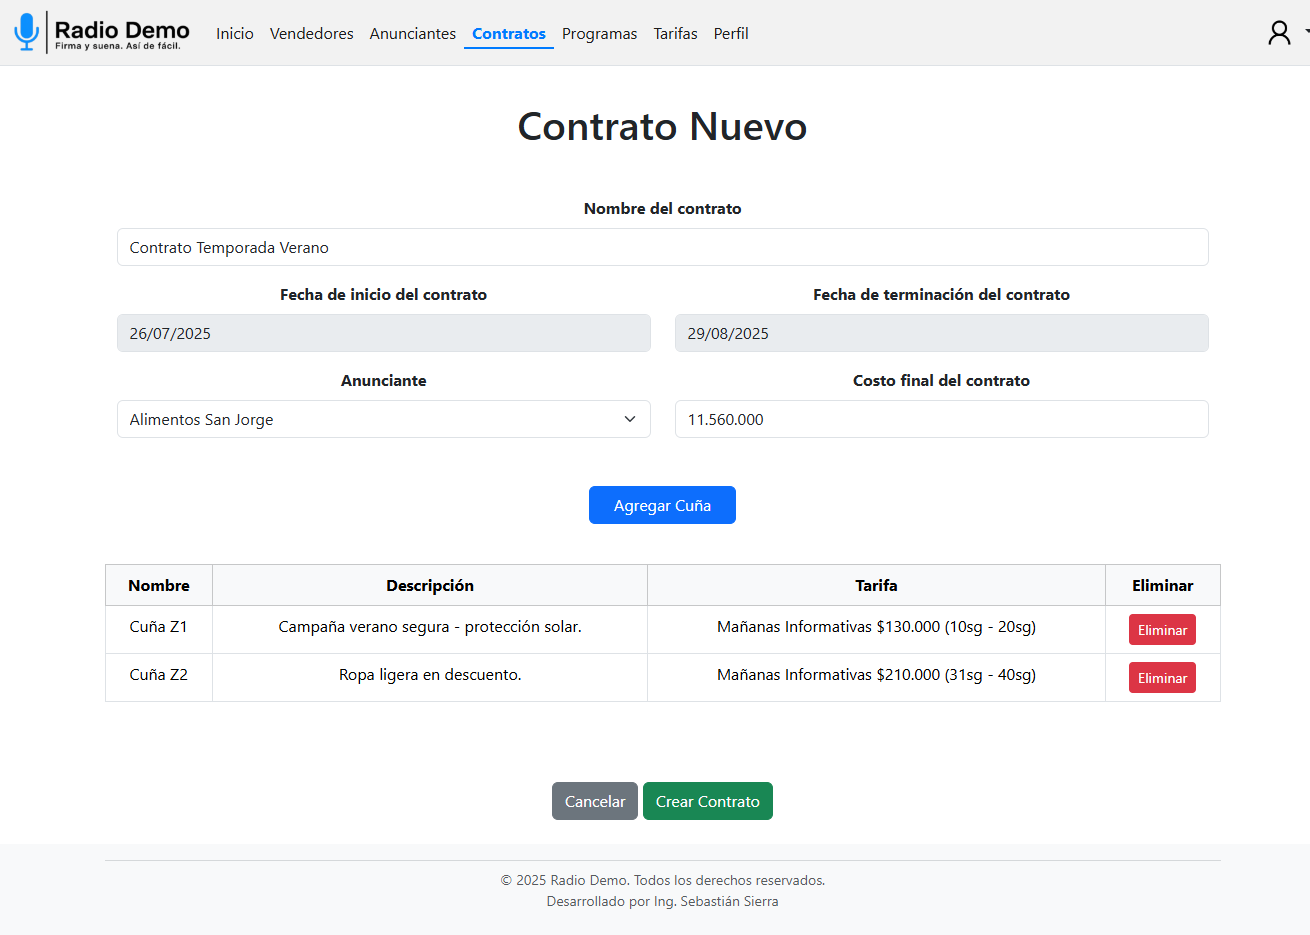 Radio Demo
Firma y suena. Así de fácil.
Inicio Vendedores Anunciantes Contratos Programas Tarifas Perfil
Contrato Nuevo
Nombre del contrato
Contrato Temporada Verano
Fecha de inicio del contrato Fecha de terminación del contrato
26/07/2025 29/08/2025
Anunciante Costo final del contrato
Alimentos San Jorge 11.560.000
Agregar Cuña
Nombre Descripción Tarifa Eliminar
Cuña Z1 Campaña verano segura - protección solar. Mañanas Informativas $130.000 (10sg - 20sg) Eliminar
Cuña Z2 Ropa ligera en descuento. Mañanas Informativas $210.000 (31sg - 40sg) Eliminar
Cancelar Crear Contrato
© 2025 Radio Demo. Todos los derechos reservados.
Desarrollado por Ing. Sebastián Sierra